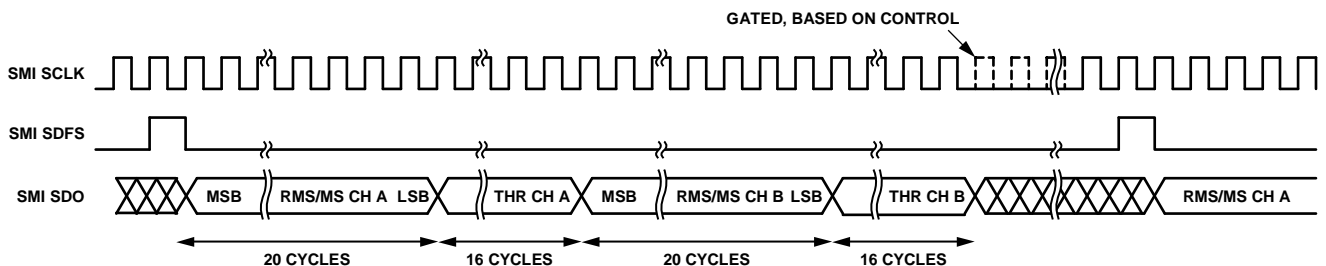 GATED, BASED ON CONTROL
SMI SCLK
SMI SDFS
SMI SDO
MSB RMS/MS CH A LSB THR CH A MSB RMS/MS CH B LSB THR CH B RMS/MS CH A
20 CYCLES 16 CYCLES 20 CYCLES 16 CYCLES